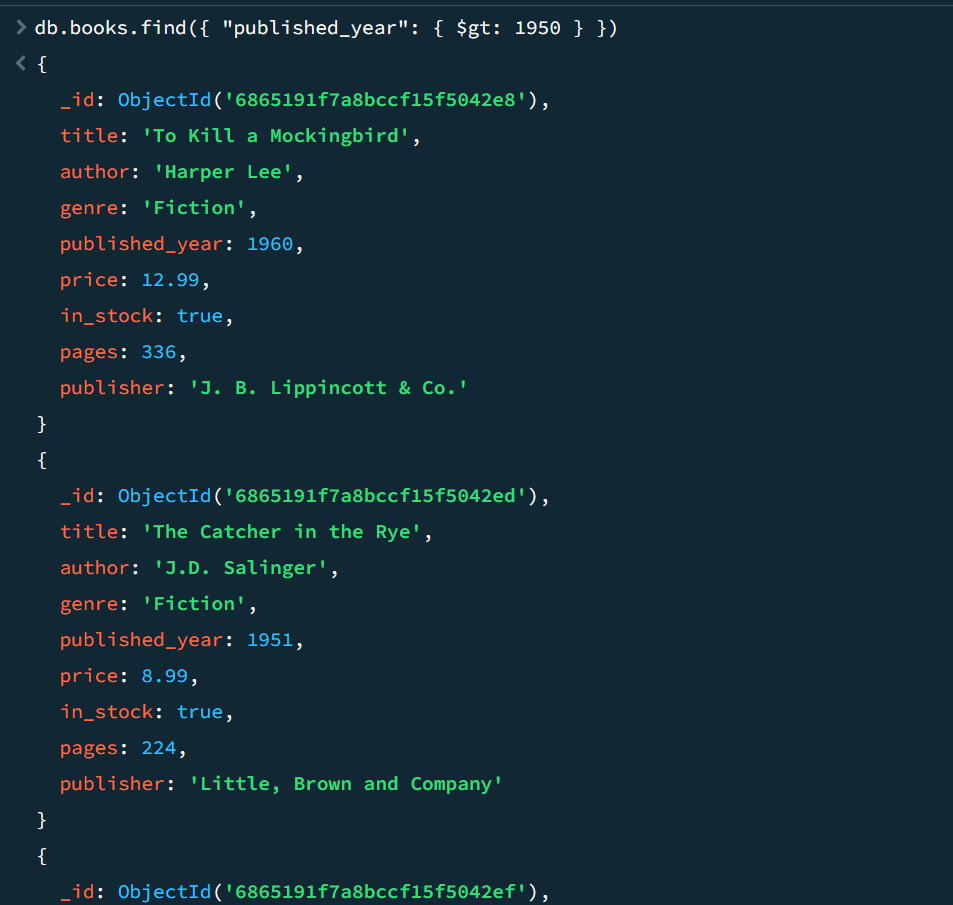 > db.books.find({ "published_year": { $gt: 1950 } })
< {
_id: ObjectId('6865191f7a8bccf15f5042e8'),
title: 'To Kill a Mockingbird',
author: 'Harper Lee',
genre: 'Fiction',
published_year: 1960,
price: 12.99,
in_stock: true,
pages: 336,
publisher: 'J. B. Lippincott & Co.'
}
{
_id: ObjectId('6865191f7a8bccf15f5042ed'),
title: 'The Catcher in the Rye',
author: 'J.D. Salinger',
genre: 'Fiction',
published_year: 1951,
price: 8.99,
in_stock: true,
pages: 224,
publisher: 'Little, Brown and Company'
}
{
_id: ObjectId('6865191f7a8bccf15f5042ef'),